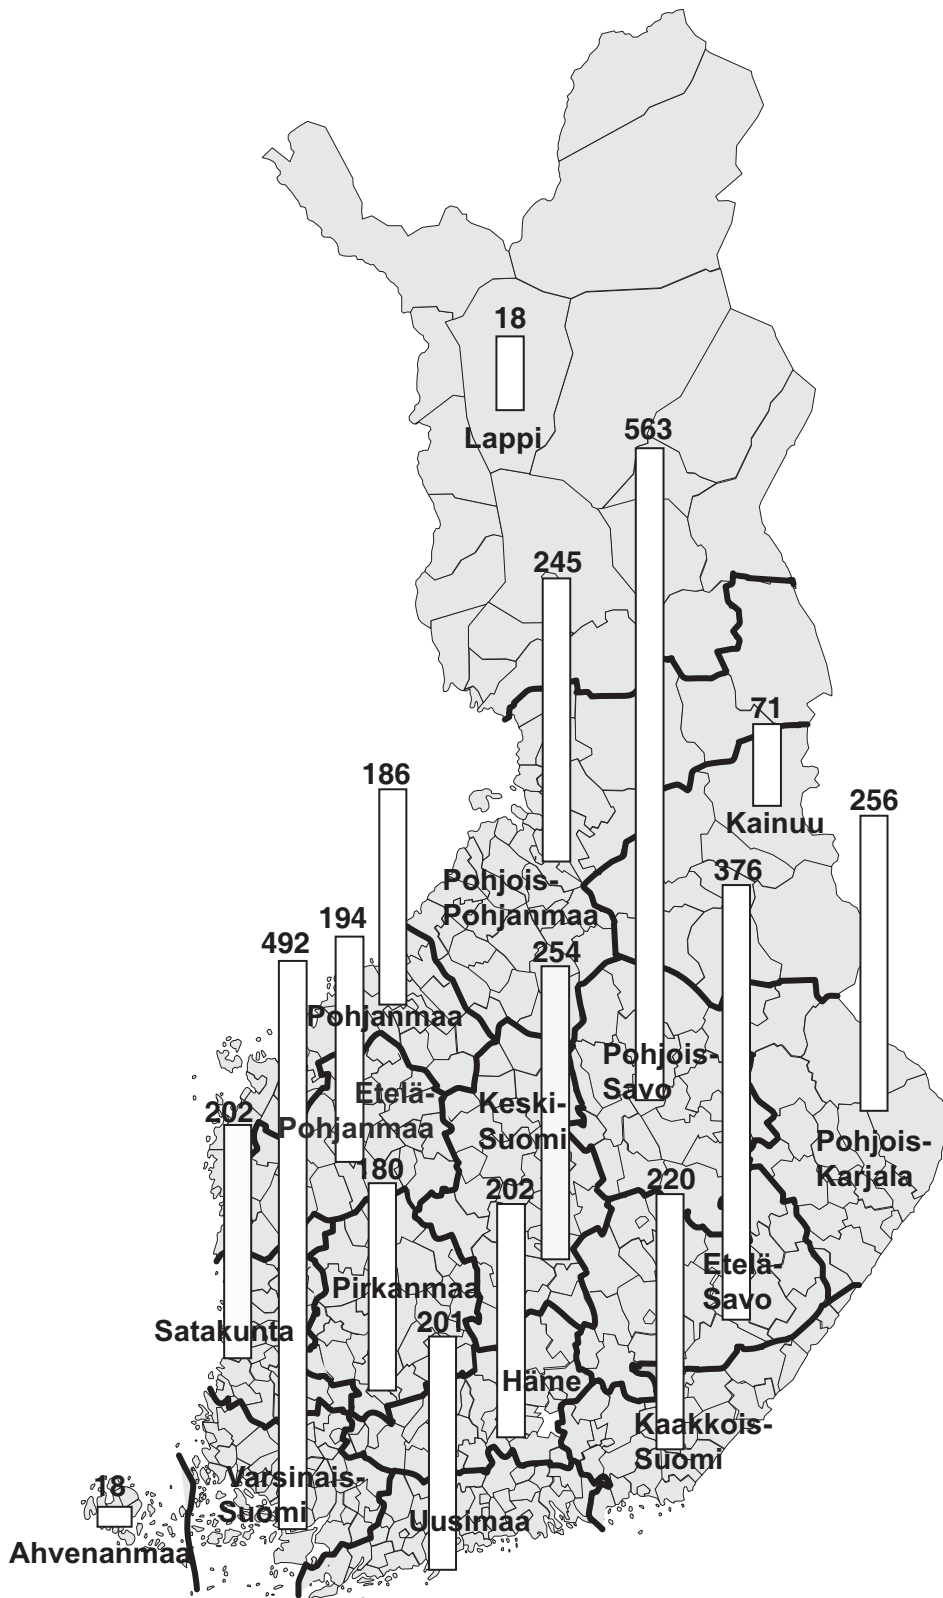 18
Lappi
563
245
71
Kainuu
186
256
376
Pohjois-
Pohjanmaa
194
492
254
Pohjanmaa
Pohjois-
Savo
Etelä-
Pohjanmaa
Keski-
Suomi
202
Pohjois-
Karjala
180
202
220
Etelä-
Savo
Pirkanmaa
201
Satakunta
Häme
Kaakkois-
Suomi
18
Varsinais-
Suomi
Uusimaa
Ahvenanmaa